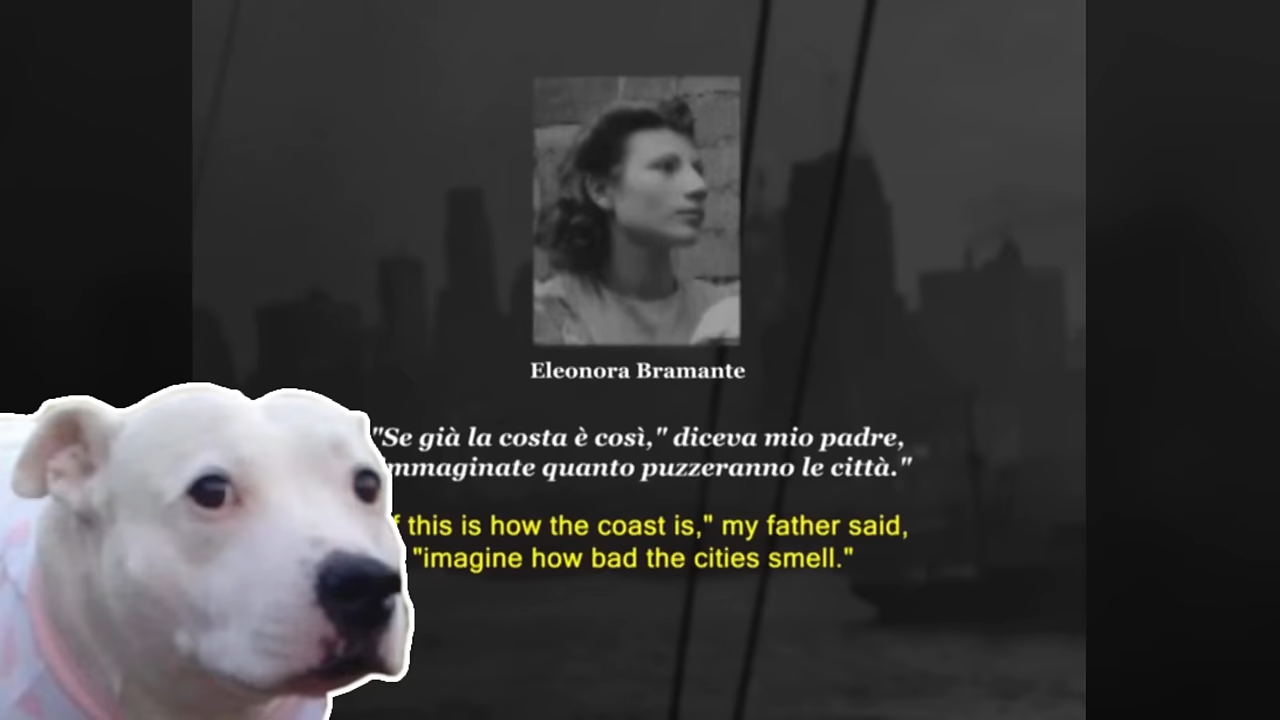 Eleonora Bramante
"Se già la costa è così," diceva mio padre,
quanto puzzeranno le città."
this is how the coast is," my father said,
"imagine how bad the cities smell."